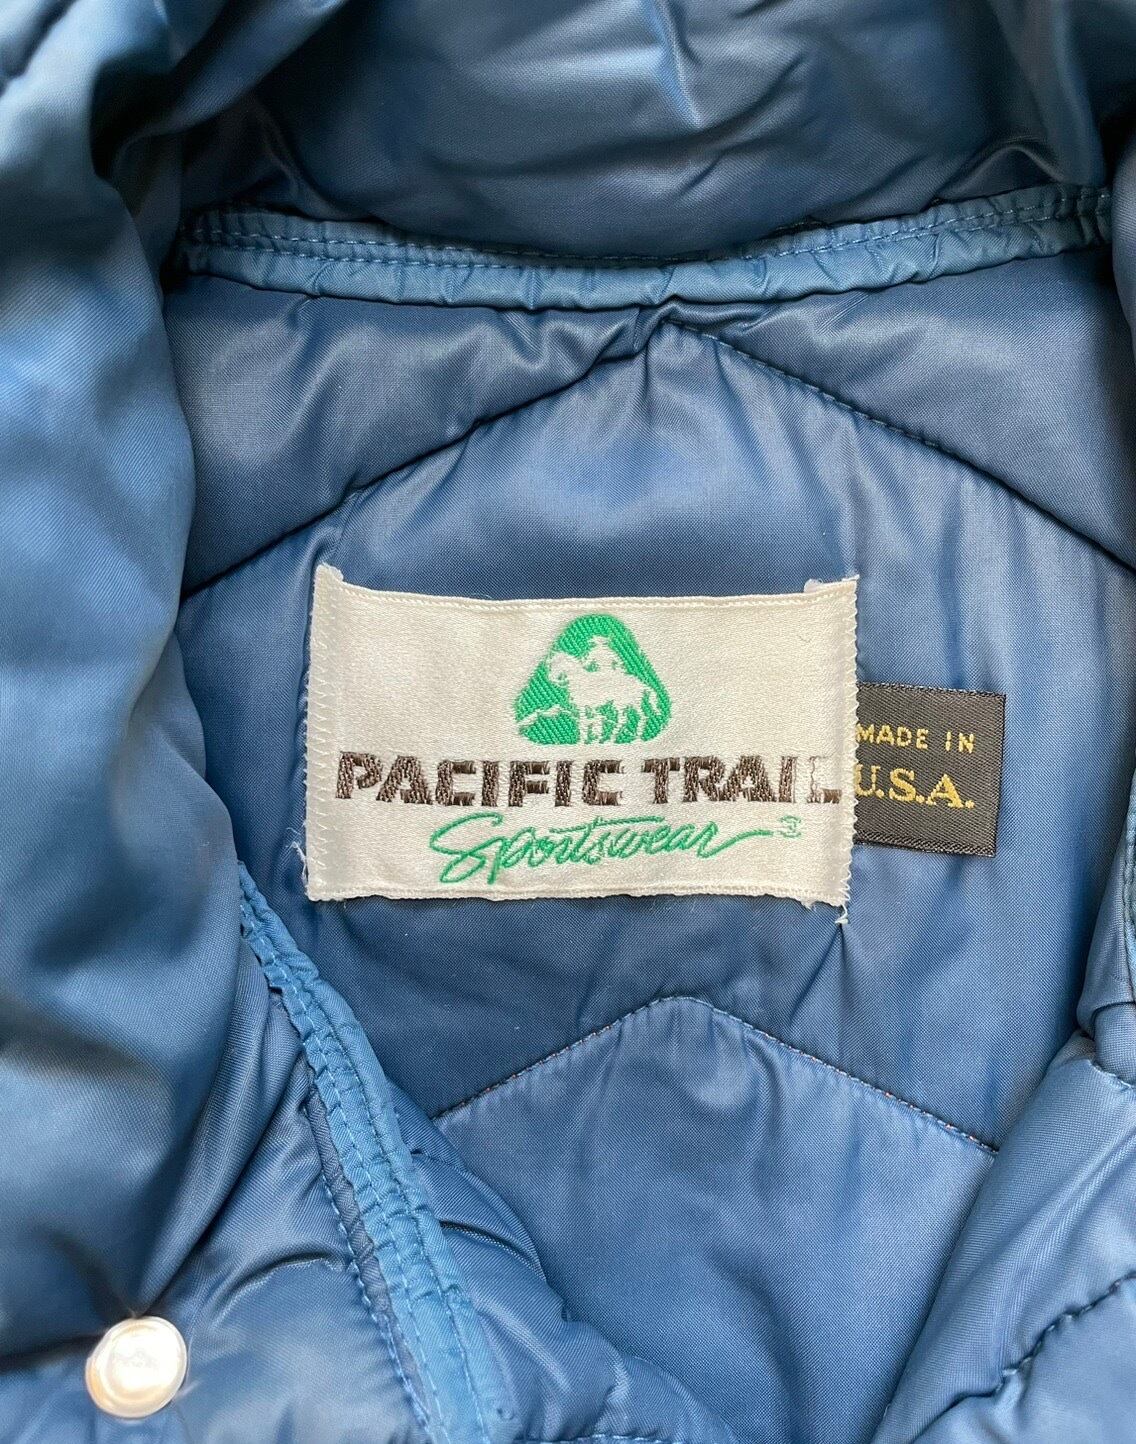 PACIFIC TRAIL
Sportswear
MADE IN
U.S.A.